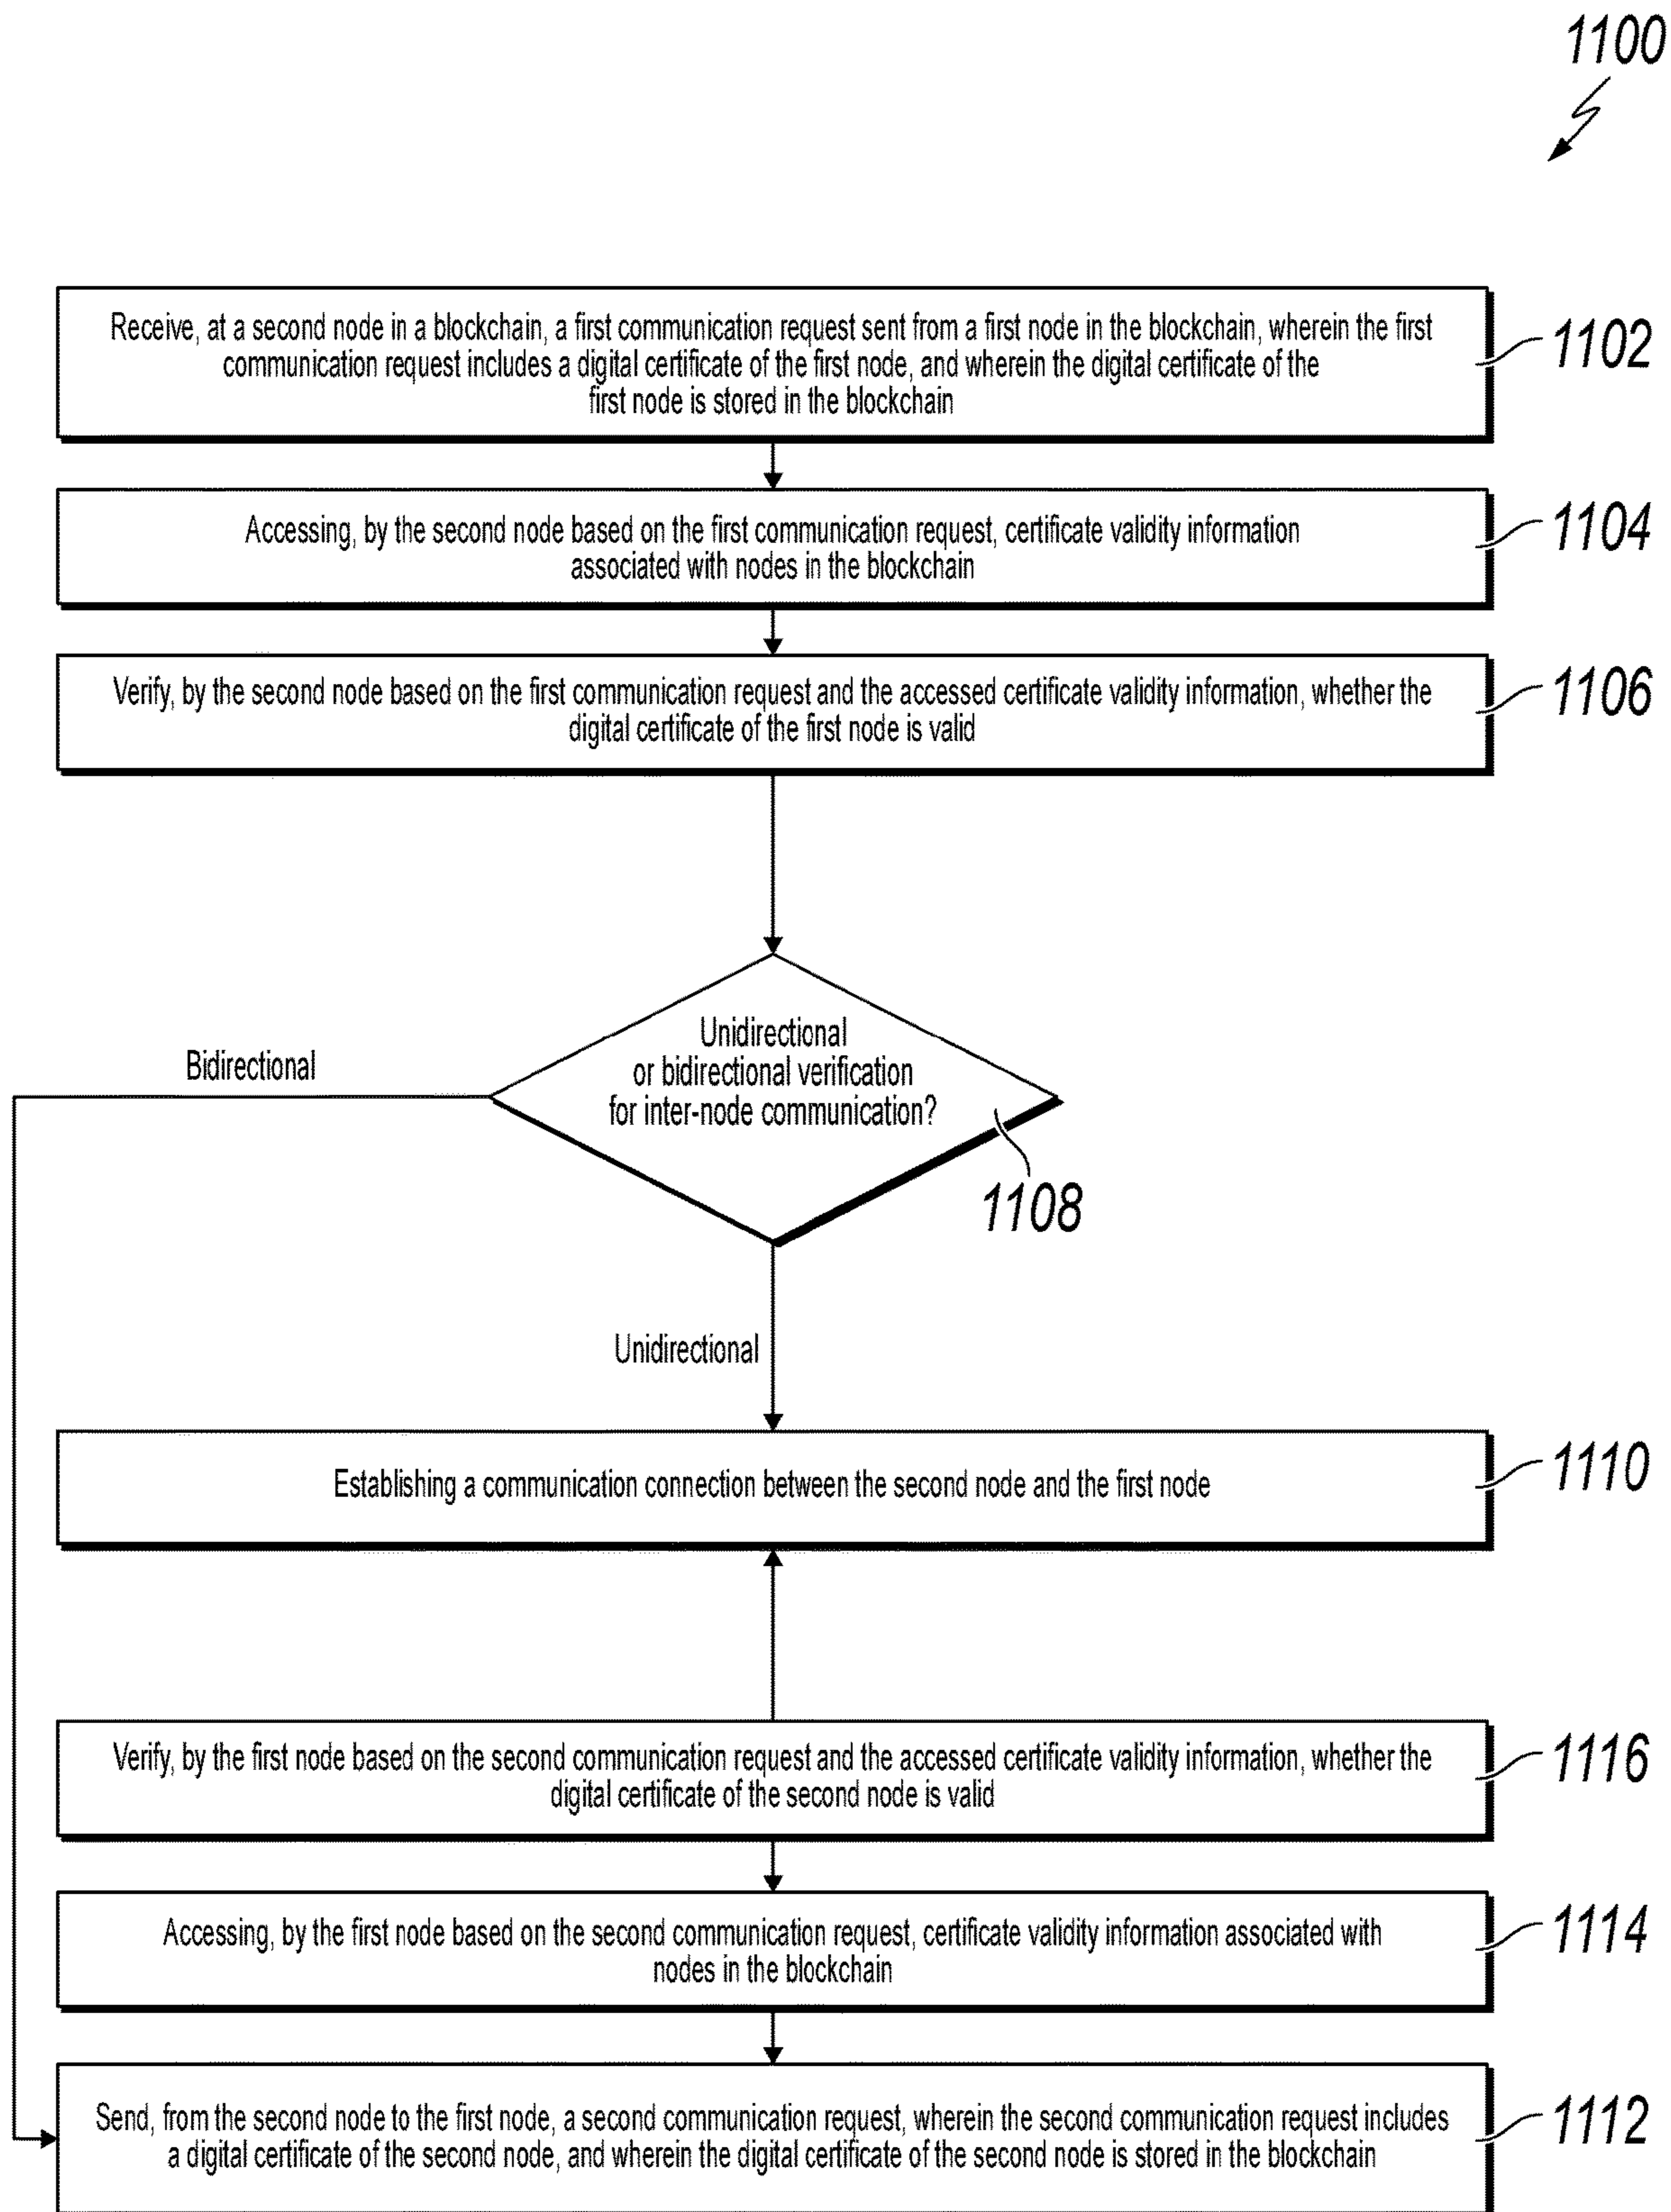 1100
Receive, at a second node in a blockchain, a first communication request sent from a first node in the blockchain, wherein the first
communication request includes a digital certificate of the first node, and wherein the digital certificate of the
first node is stored in the blockchain
1102
Accessing, by the second node based on the first communication request, certificate validity information
associated with nodes in the blockchain
1104
Verify, by the second node based on the first communication request and the accessed certificate validity information, whether the
digital certificate of the first node is valid
1106
Unidirectional
or bidirectional verification
for inter-node communication?
1108
Bidirectional
Unidirectional
Establishing a communication connection between the second node and the first node
1110
Verify, by the first node based on the second communication request and the accessed certificate validity information, whether the
digital certificate of the second node is valid
1116
Accessing, by the first node based on the second communication request, certificate validity information associated with
nodes in the blockchain
1114
Send, from the second node to the first node, a second communication request, wherein the second communication request includes
a digital certificate of the second node, and wherein the digital certificate of the second node is stored in the blockchain
1112